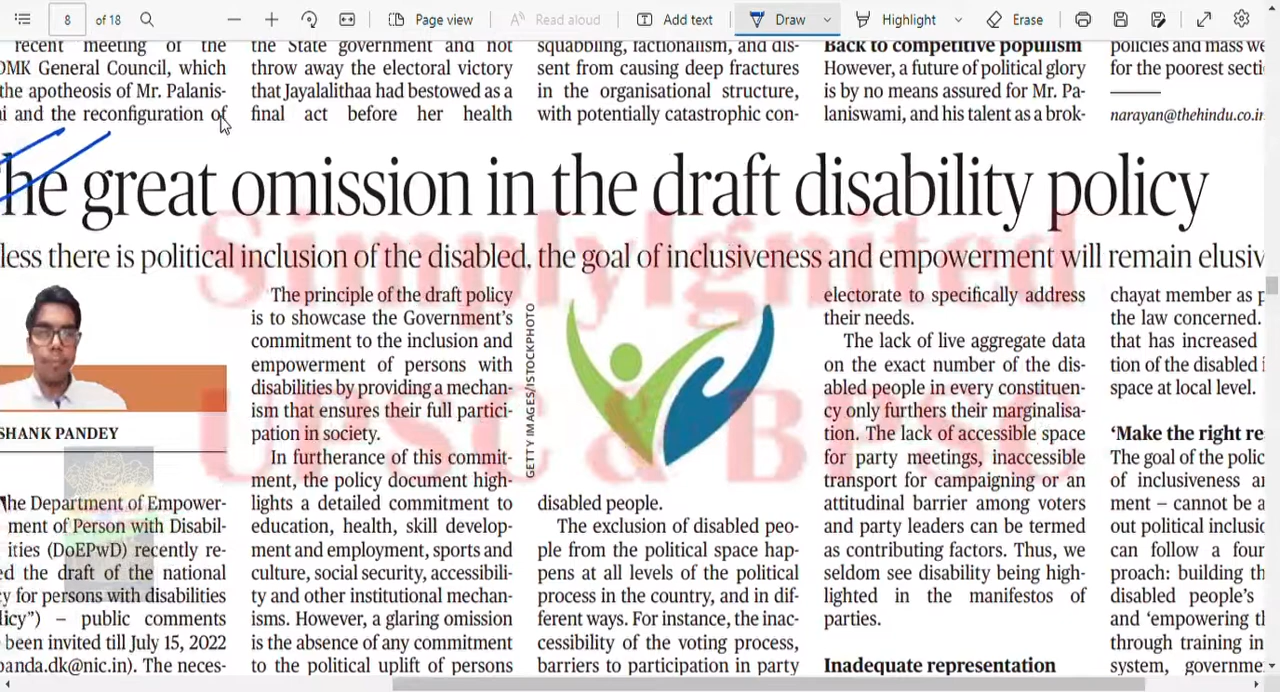 8 of 18
Page view
Read aloud
Add text
Draw
Highlight
Erase
recent meeting of the
DMK General Council, which
the apotheosis of Mr. Palanis-
i and the reconfiguration of
the State government and not
throw away the electoral victory
that Jayalalithaa had bestowed as a
final act before her health
squabbling, factionalism, and dis-
sent from causing deep fractures
in the organisational structure,
with potentially catastrophic con-
Back to competitive populism
However, a future of political glory
is by no means assured for Mr. Pa-
laniswami, and his talent as a brok-
policies and mass we
for the poorest secti
narayan@thehindu.co.in
he great omission in the draft disability policy
less there is political inclusion of the disabled, the goal of inclusiveness and empowerment will remain elusiv
SHANK PANDEY
he Department of Empower-
ment of Person with Disabil-
ities (DoEPwD) recently re-
ed the draft of the national
cy for persons with disabilities
licy”) – public comments
been invited till July 15, 2022
panda.dk@nic.in). The neces-
The principle of the draft policy
is to showcase the Government’s
commitment to the inclusion and
empowerment of persons with
disabilities by providing a mechan-
ism that ensures their full partici-
pation in society.
In furtherance of this commit-
ment, the policy document high-
lights a detailed commitment to
education, health, skill develop-
ment and employment, sports and
culture, social security, accessibili-
ty and other institutional mechan-
isms. However, a glaring omission
is the absence of any commitment
to the political uplift of persons
GETTY IMAGES/ISTOCKPHOTO
disabled people.
The exclusion of disabled peo-
ple from the political space hap-
pens at all levels of the political
process in the country, and in dif-
ferent ways. For instance, the inac-
cessibility of the voting process,
barriers to participation in party
electorate to specifically address
their needs.
The lack of live aggregate data
on the exact number of the dis-
abled people in every constituen-
cy only furthers their marginalisa-
tion. The lack of accessible space
for party meetings, inaccessible
transport for campaigning or an
attitudinal barrier among voters
and party leaders can be termed
as contributing factors. Thus, we
seldom see disability being high-
lighted in the manifestos of
parties.
Inadequate representation
chayat member as p
the law concerned.
that has increased
tion of the disabled i
space at local level.
‘Make the right re
The goal of the polic
of inclusiveness an
ment – cannot be a
out political inclusio
can follow a four
proach: building th
disabled people’s
and ‘empowering th
through training in
system, governme
SimplyIgnited
UPSC & BPSC